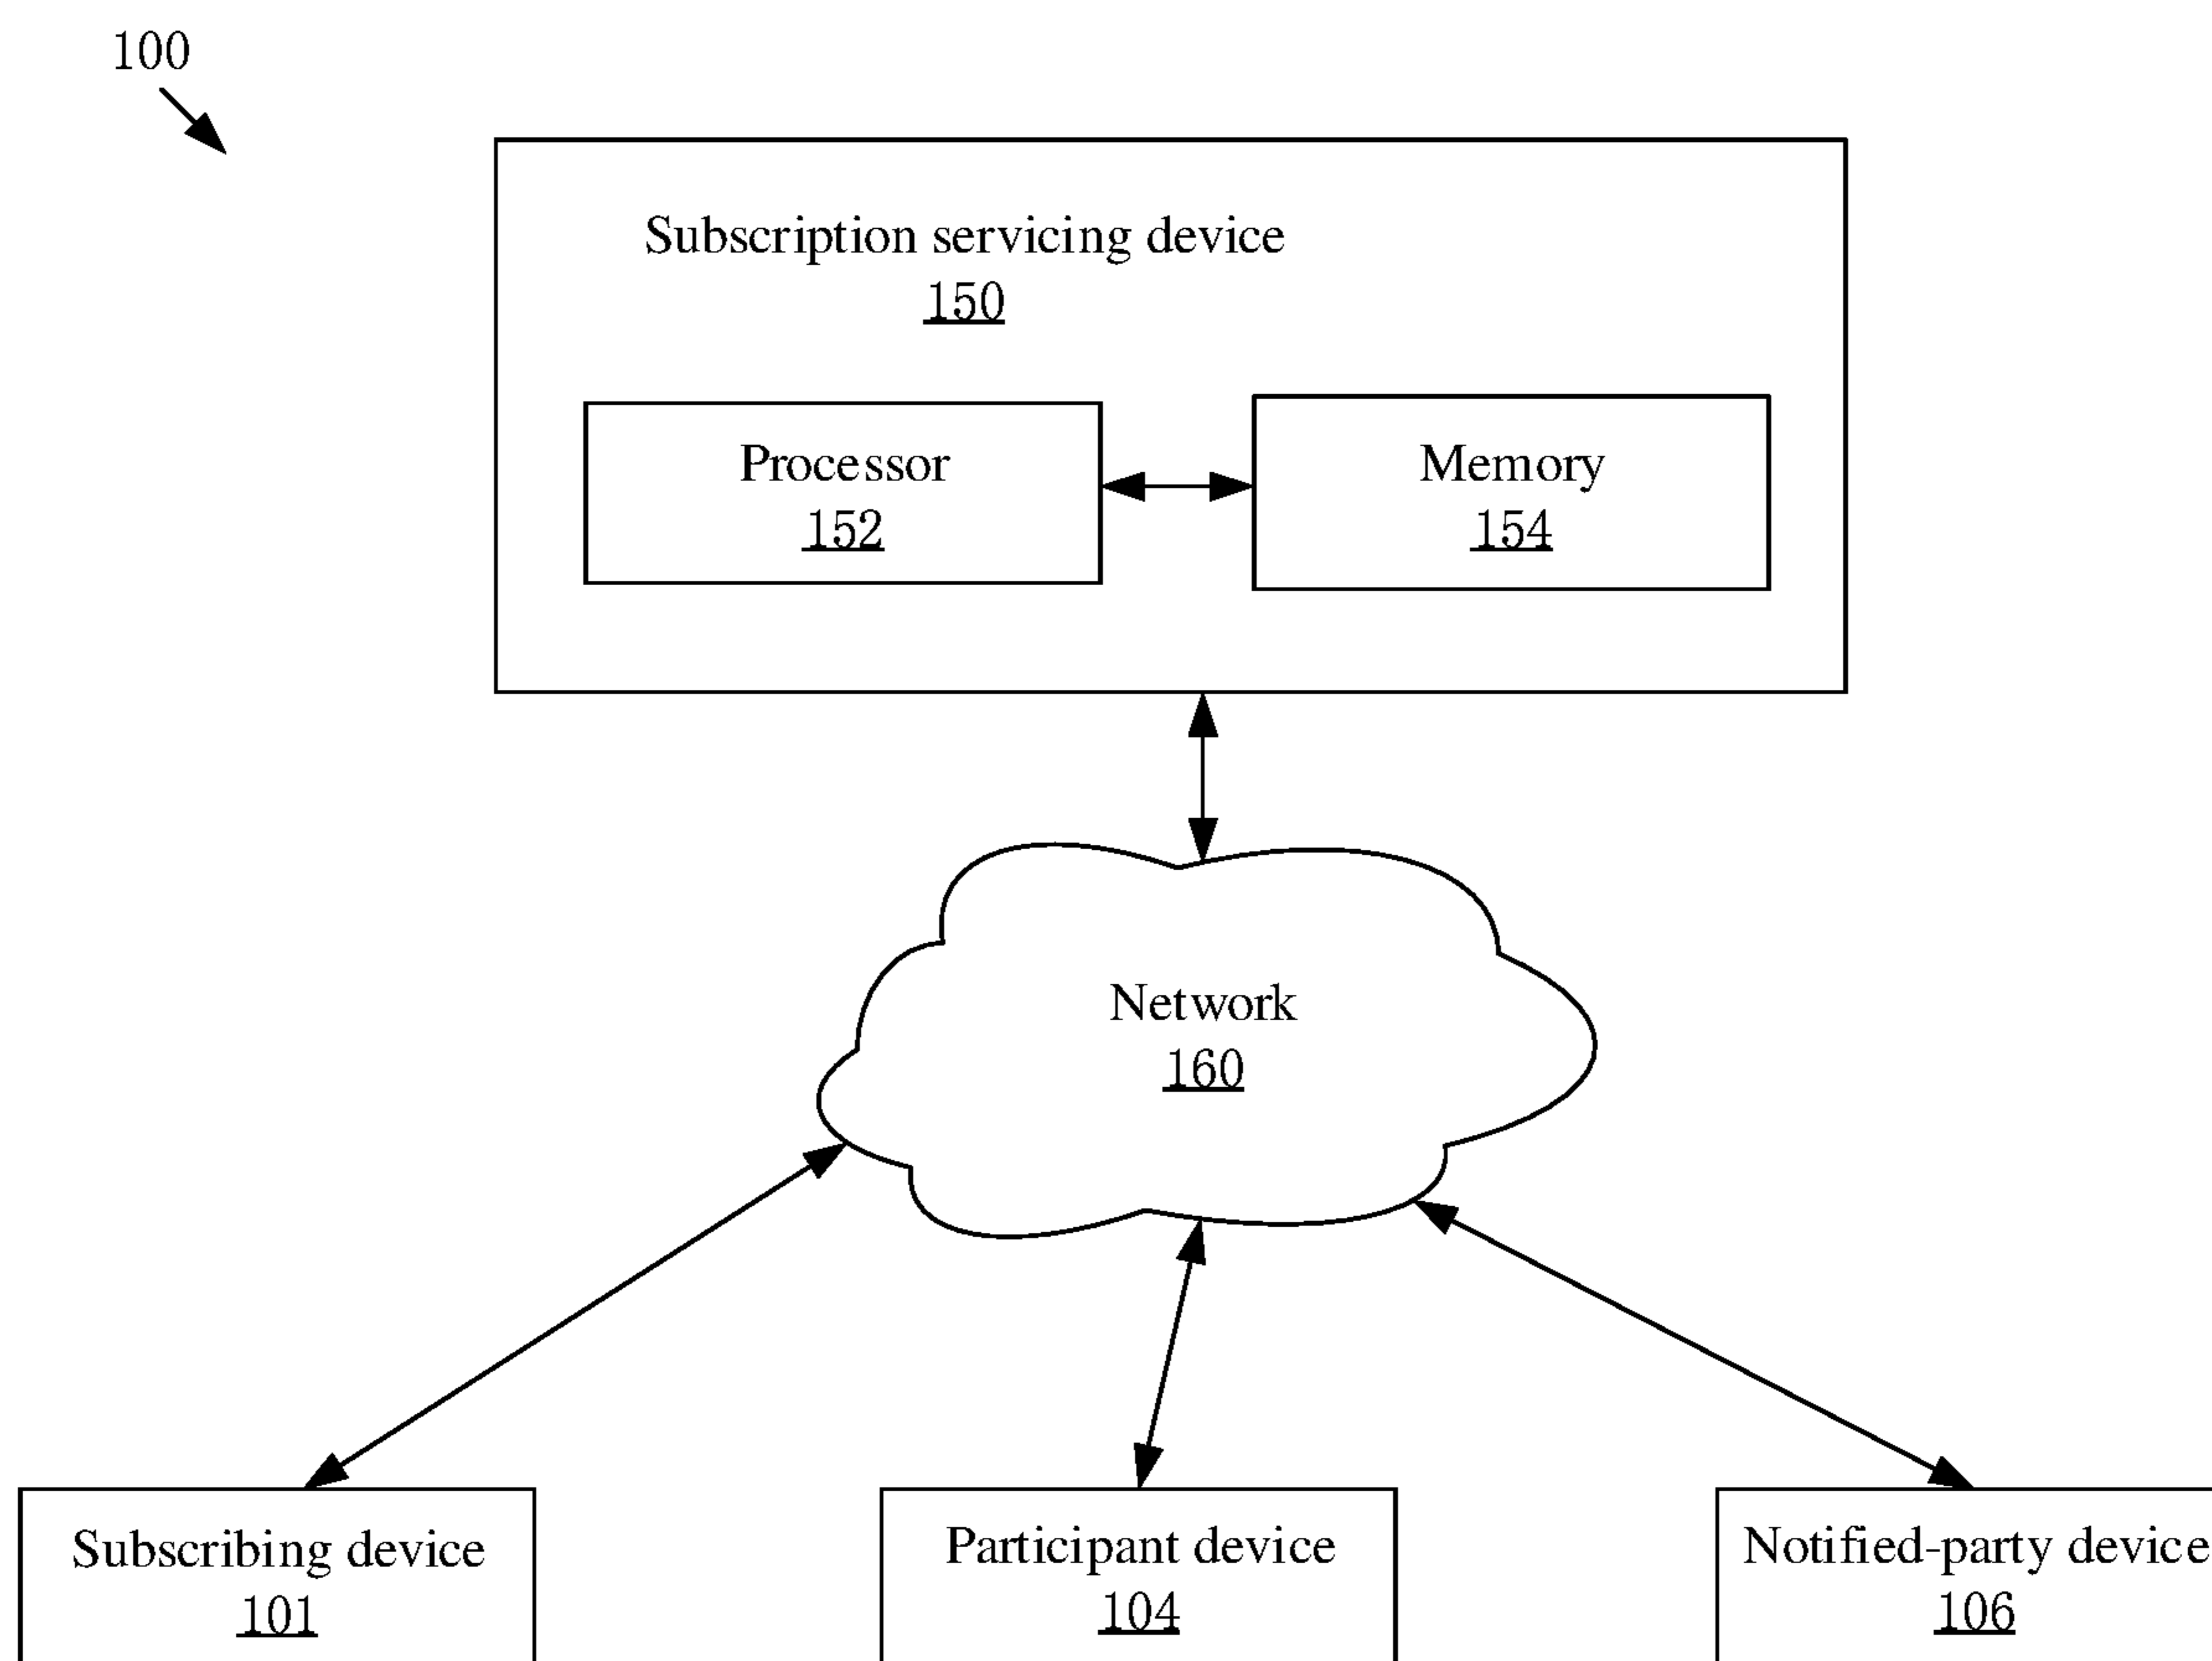 100
Subscription servicing device
150
Processor
152
Memory
154
Network
160
Subscribing device
101
Participant device
104
Notified-party device
106